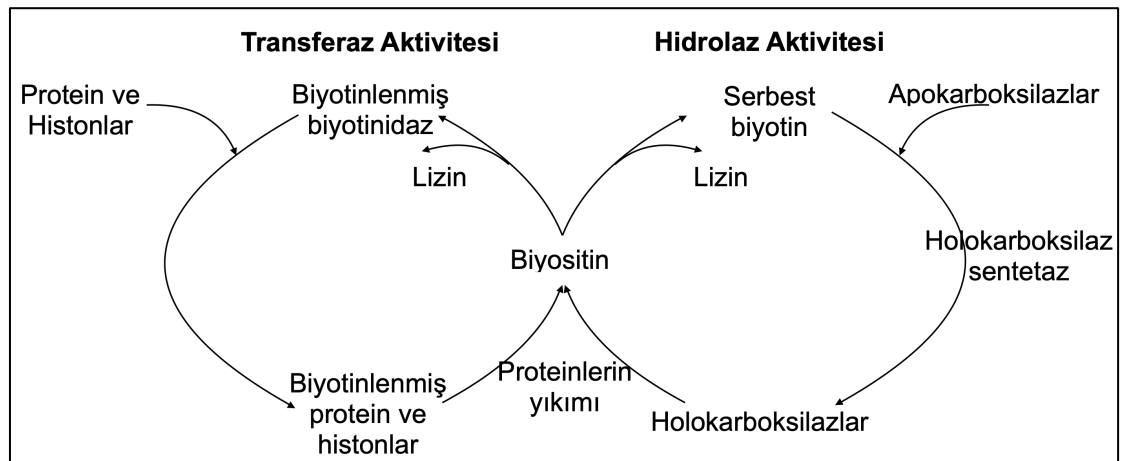 Transferaz Aktivitesi
Hidrolaz Aktivitesi
Protein ve
Histonlar
Biyotinlenmiş
biyotinidaz
Serbest
biyotin
Apokarboksilazlar
Lizin
Lizin
Biyositin
Holokarboksilaz
sentetaz
Biyotinlenmiş
protein ve
histonlar
Proteinlerin
yıkımı
Holokarboksilazlar